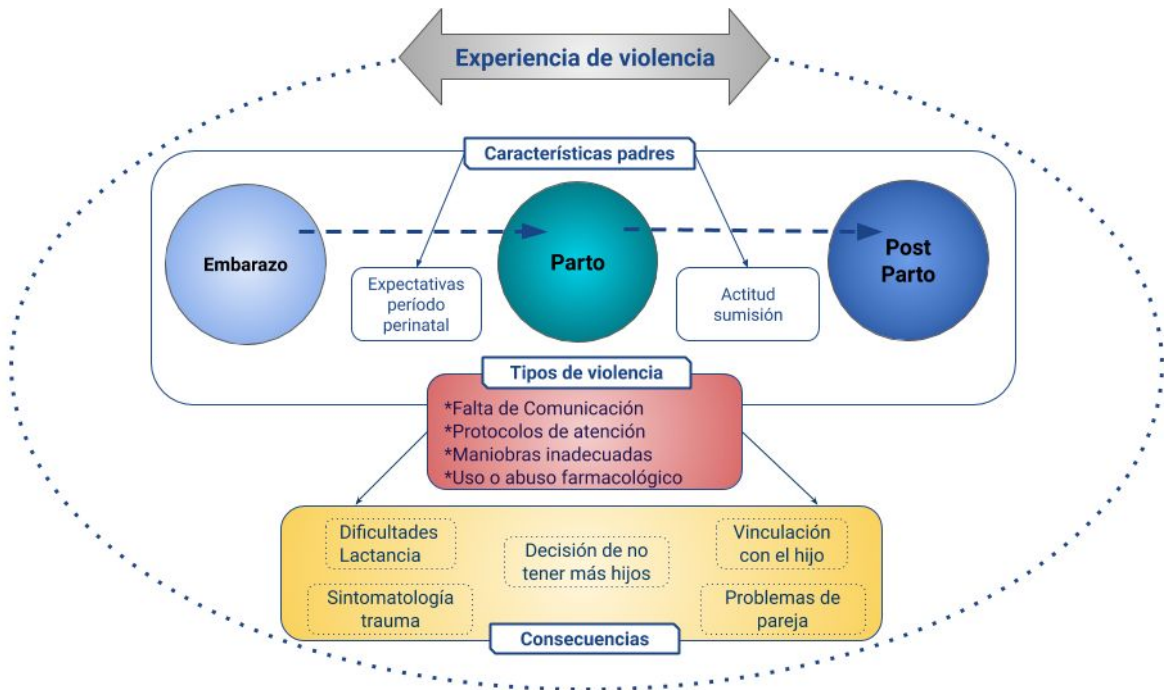 Experiencia de violencia
Características padres
Embarazo
Expectativas
período
perinatal
Parto
Actitud
sumisión
Post
Parto
Tipos de violencia
*Falta de Comunicación
*Protocolos de atención
*Maniobras inadecuadas
*Uso o abuso farmacológico
Dificultades
Lactancia
Decisión de no
tener más hijos
Vinculación
con el hijo
Sintomatología
trauma
Problemas de
pareja
Consecuencias